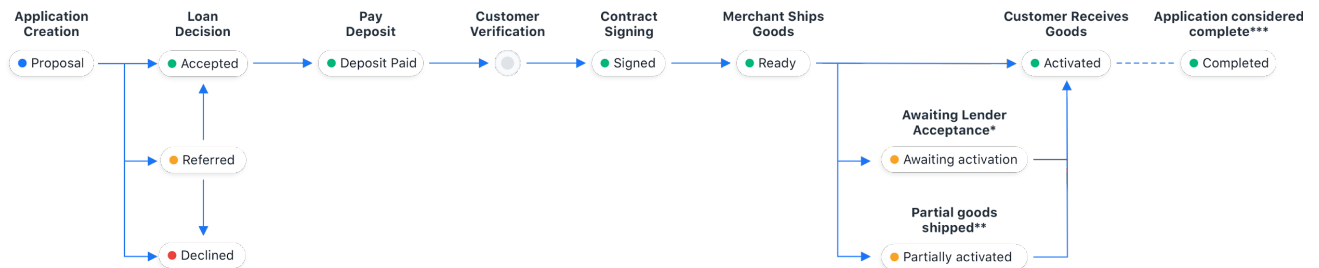 Application
Creation
Loan
Decision
Pay
Deposit
Customer
Verification
Contract
Signing
Merchant Ships
Goods
Customer Receives
Goods
Application considered
complete***
Proposal
Accepted
Deposit Paid
Signed
Ready
Activated
Completed
Awaiting Lender
Acceptance*
Referred
Awaiting activation
Partial goods
shipped**
Declined
Partially activated